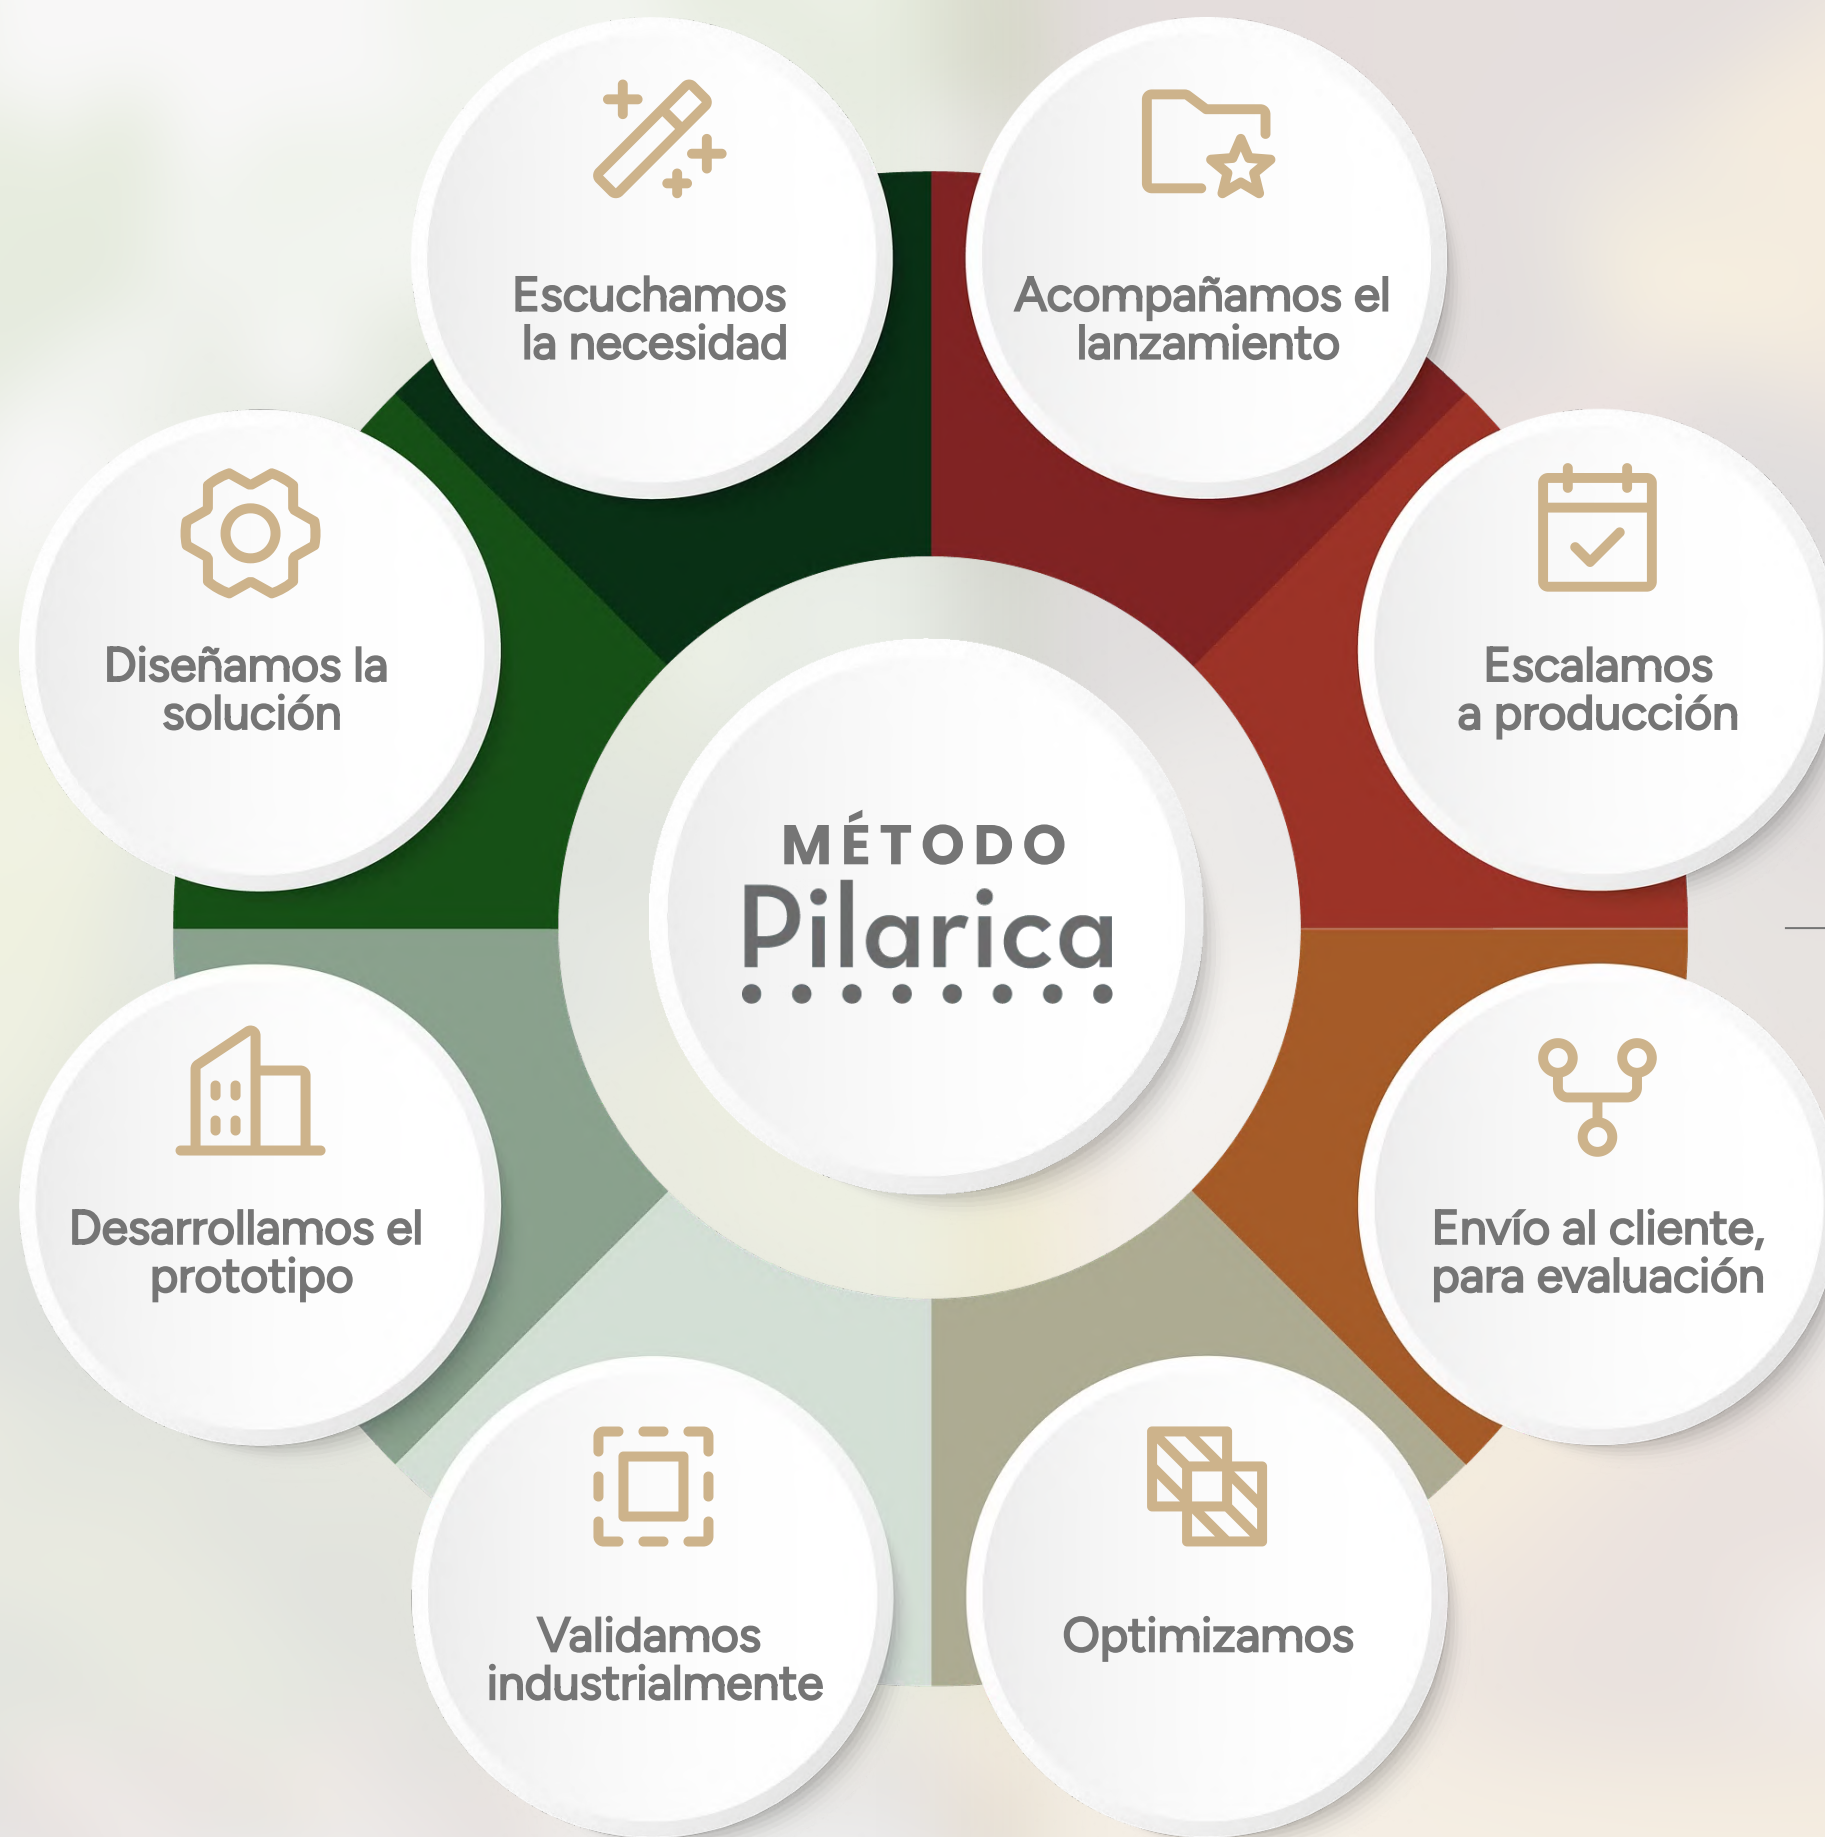 Escuchamos
la necesidad
Acompañamos el
lanzamiento
Diseñamos la
solución
Escalamos
a producción
MÉTODO
Pilarica
Desarrollamos el
prototipo
Envío al cliente,
para evaluación
Validamos
industrialmente
Optimizamos